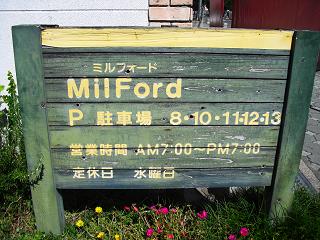 ミルフォード
MilFord
P 駐車場 8・10・11・12・13
営業時間 AM7:00〜PM7:00
定休日 水曜日